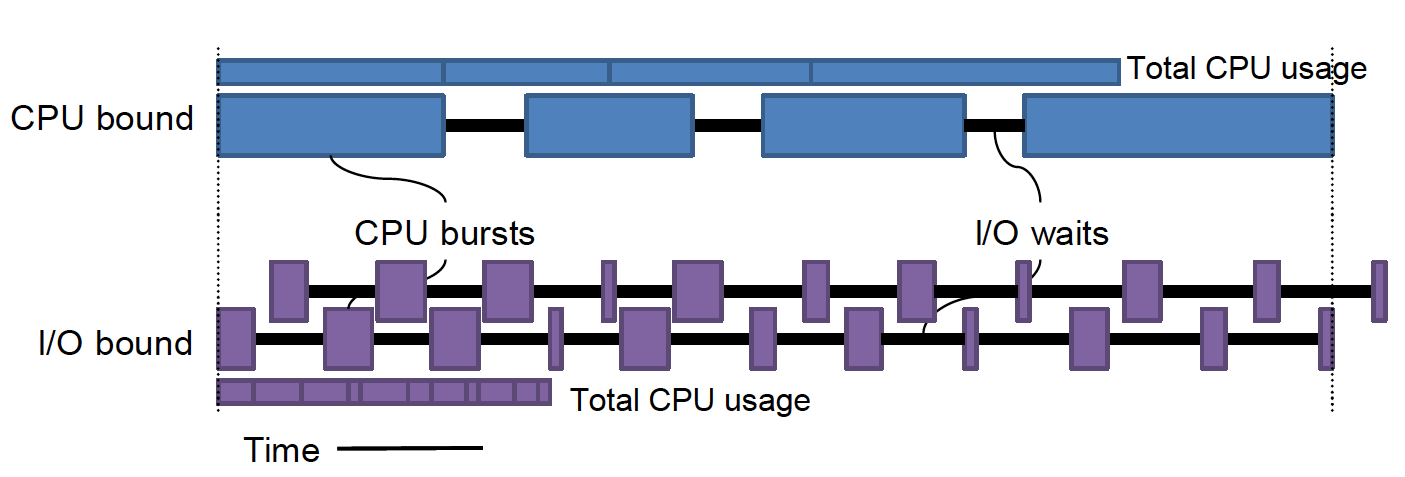 Total CPU usage
CPU bound
CPU bursts
I/O waits
I/O bound
Total CPU usage
Time